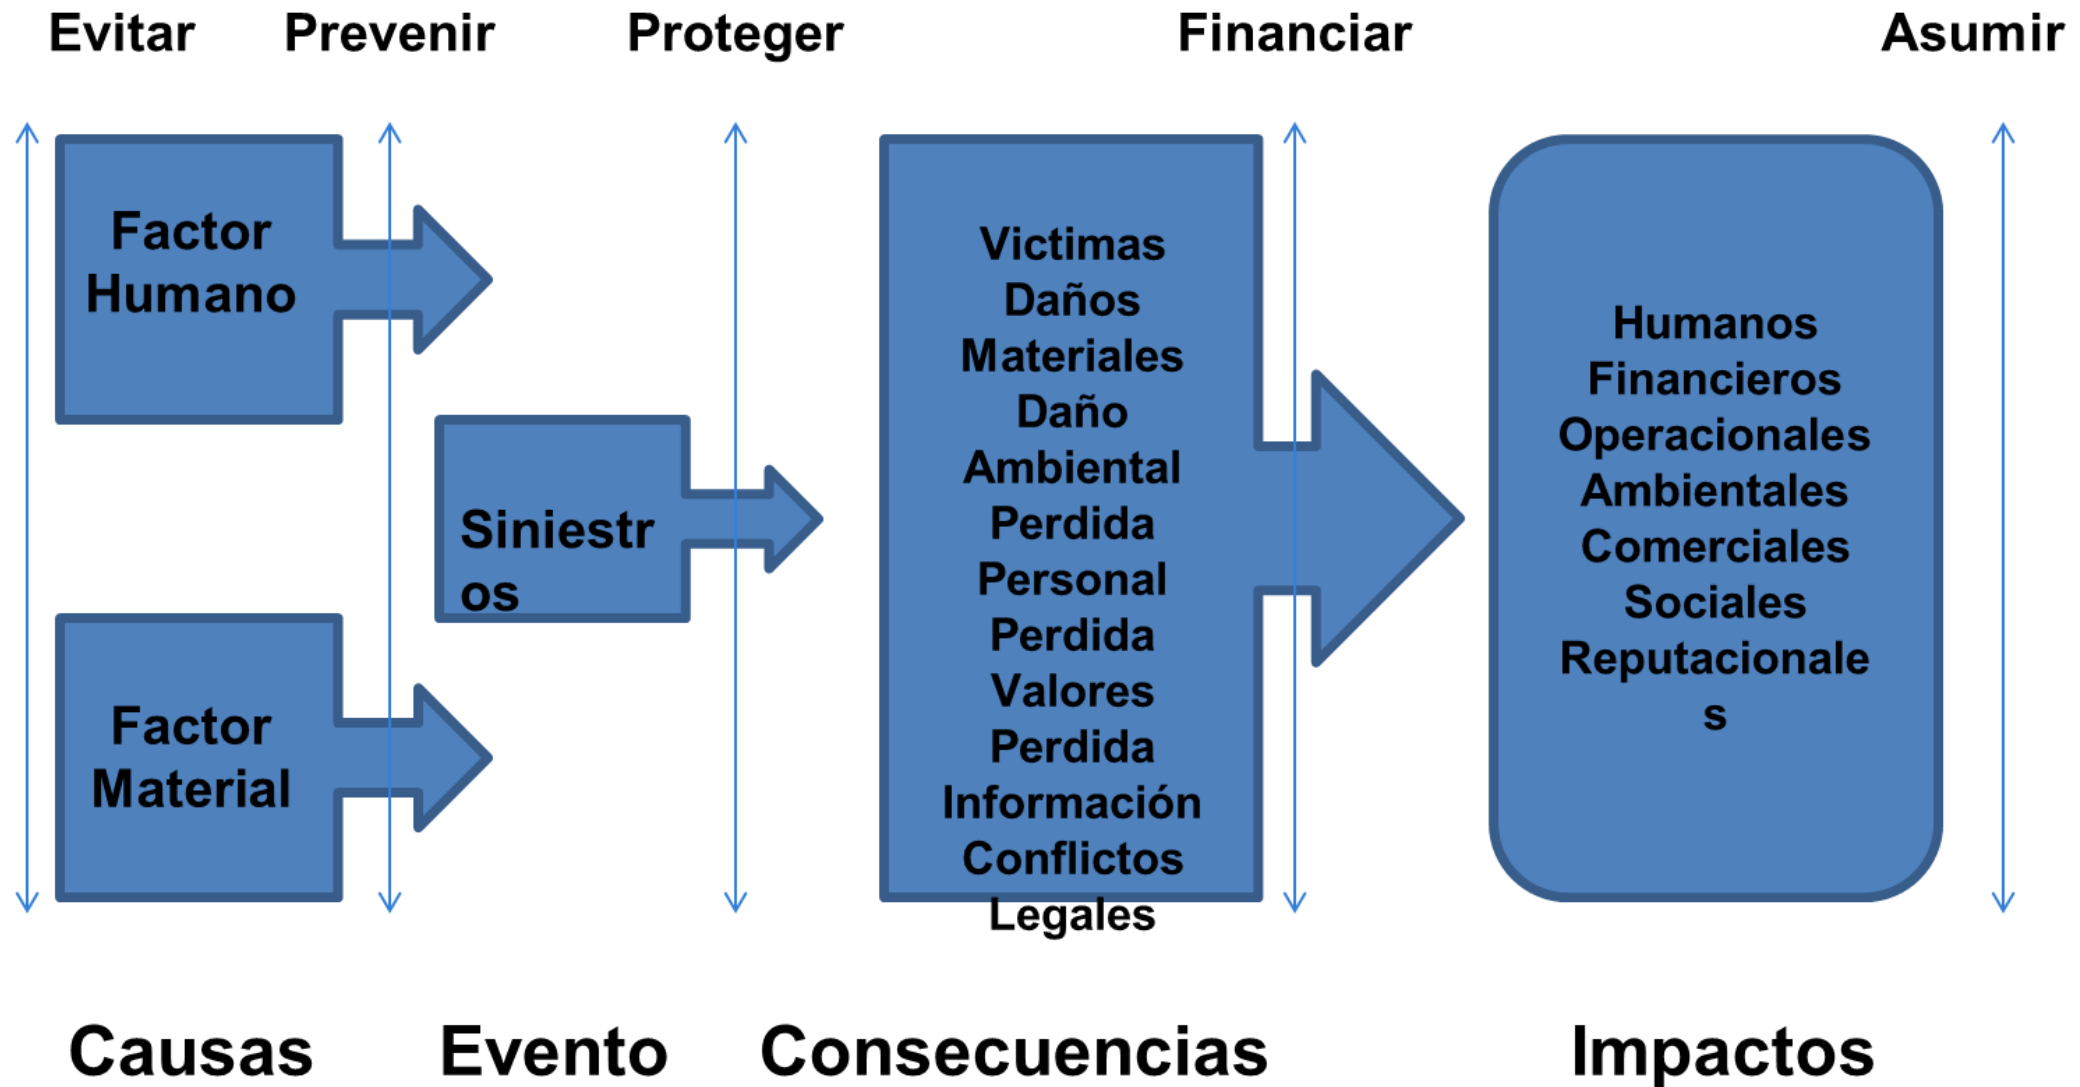 Evitar Prevenir Proteger Financiar Asumir
Factor
Humano
Siniestr
os
Factor
Material
Victimas
Daños
Materiales
Daño
Ambiental
Perdida
Personal
Perdida
Valores
Perdida
Información
Conflictos
Legales
Humanos
Financieros
Operacionales
Ambientales
Comerciales
Sociales
Reputacionale
s
Causas Evento Consecuencias Impactos